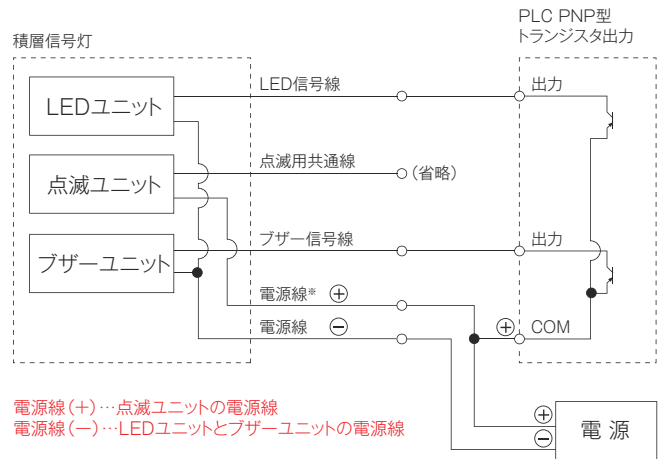 PLC PNP型
トランジスタ出力
積層信号灯
LEDユニット
LED信号線
出力
点滅ユニット
点滅用共通線
(省略)
ブザーユニット
ブザー信号線
出力
電源線※ ⊕
電源線 ⊖
⊕ COM
電源線(+)…点滅ユニットの電源線
電源線(ー)…LEDユニットとブザーユニットの電源線
⊕
⊖
電源